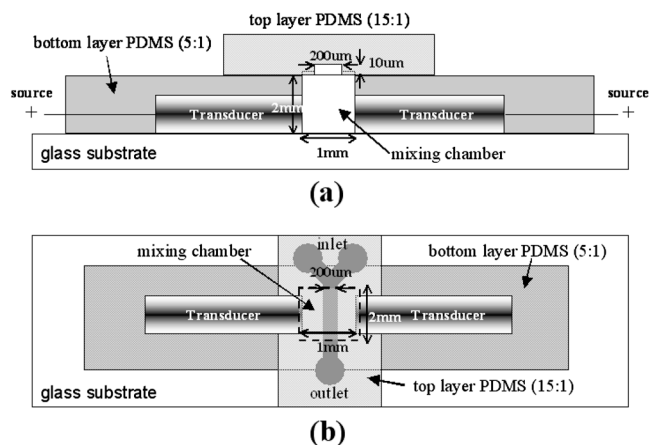 top layer PDMS (15:1)
bottom layer PDMS (5:1)
200um
10um
source
source
+
+
2mm
Transducer
Transducer
glass substrate
1mm
mixing chamber
(a)
inlet
mixing chamber
bottom layer PDMS (5:1)
200um
Transducer
2mm
Transducer
1mm
top layer PDMS (15:1)
glass substrate
outlet
(b)